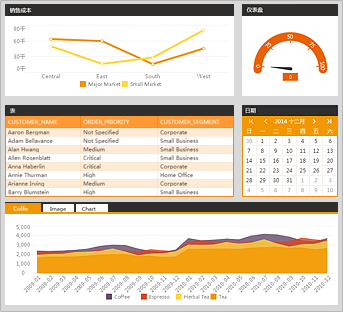 销售成本
90千
60千
30千
0千
Central East South West
Major Market Small Market
仪表盘
0 25 50 75 100
0
表
CUSTOMER_NAME ORDER_PRIORITY CUSTOMER_SEGMENT
Aaron Bergman Not Specified Corporate
Adam Bellavance Not Specified Small Business
Alan Hwang Medium Small Business
Allen Rosenblatt Critical Small Business
Anna Haberlin Critical Corporate
Annie Thurman High Home Office
Arianne Irving Medium Corporate
Barry Blumstein High Small Business
日期
2014 十二月
日 一 二 三 四 五 六
30 1 2 3 4 5 6
7 8 9 10 11 12 13
14 15 16 17 18 19 20
21 22 23 24 25 26 27
28 29 30 31 1 2 3
4 5 6 7 8 9 10
Coffe Image Chart
5,000
4,000
3,000
2,000
1,000
0
2009-01 2009-02 2009-03 2009-04 2009-05 2009-06 2009-07 2009-08 2009-09 2009-10 2009-11 2009-12 2010-01 2010-02 2010-03 2010-04 2010-05 2010-06 2010-07 2010-08 2010-09 2010-10 2010-11 2010-12
Coffee Espresso Herbal Tea Tea